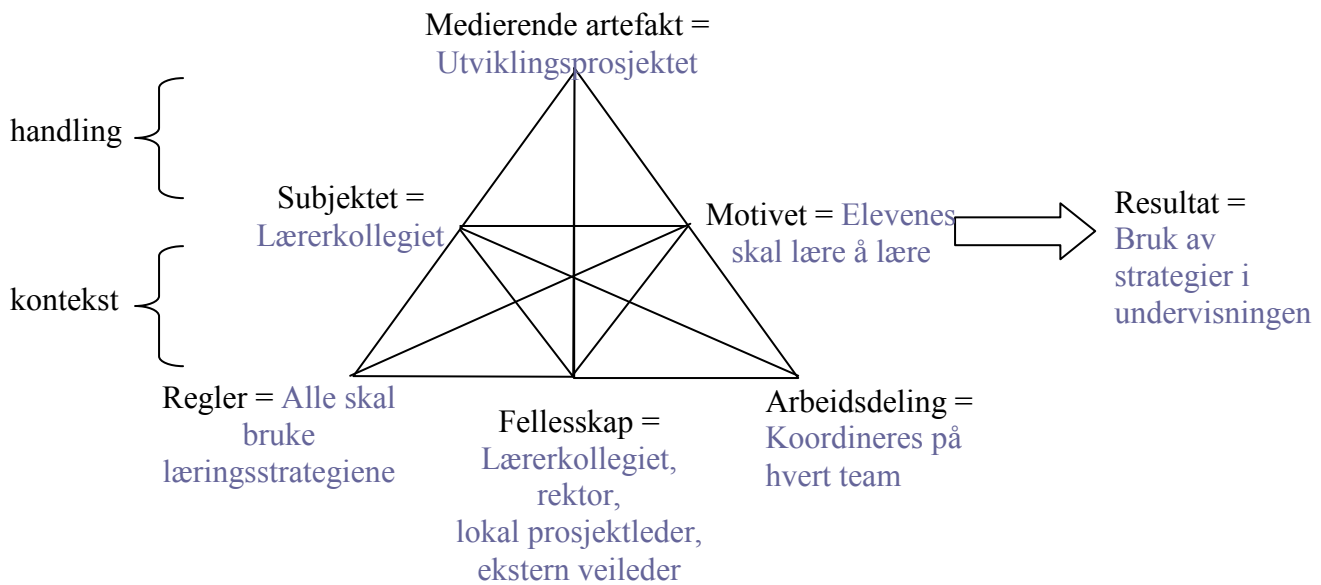 Medierende artefakt =
Utviklingsprosjektet
handling
Subjektet =
Lærerkollegiet
Motivet = Elevenes
skal lære å lære
Resultat =
Bruk av
strategier i
undervisningen
kontekst
Regler = Alle skal
bruke
læringsstrategiene
Fellesskap =
Lærerkollegiet,
rektor,
lokal prosjektleder,
ekstern veileder
Arbeidsdeling =
Koordineres på
hvert team